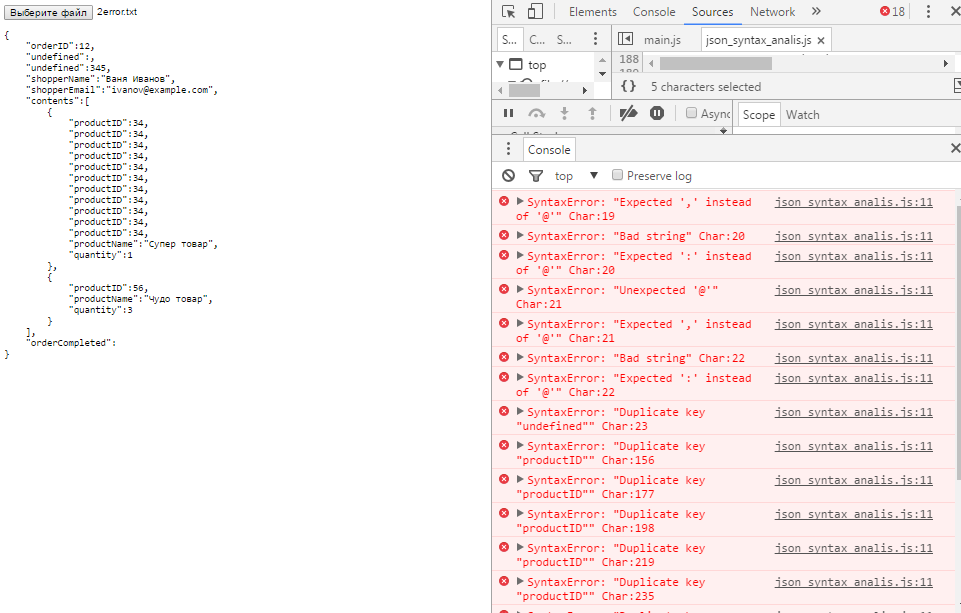 Выберите файл 2error.txt
{
"orderID":12,
"undefined":,
"undefined":345,
"shopperName":"Ваня Иванов",
"shopperEmail":"ivanov@example.com",
"contents":[
{
"productID":34,
"productID":34,
"productID":34,
"productID":34,
"productID":34,
"productID":34,
"productID":34,
"productID":34,
"productID":34,
"productID":34,
"productID":34,
"productName":"Супер товар",
"quantity":1
},
{
"productID":56,
"productName":"Чудо товар",
"quantity":3
}
],
"orderCompleted":
}
Elements Console Sources Network » 18
S... C... S... main.js json_syntax_analis.js ×
top 188
{} 5 characters selected
Async Scope Watch
Console
top Preserve log
SyntaxError: "Expected ',' instead json_syntax_analis.js:11
of '@'" Char:19
SyntaxError: "Bad string" Char:20 json_syntax_analis.js:11
SyntaxError: "Expected ':' instead json_syntax_analis.js:11
of '@'" Char:20
SyntaxError: "Unexpected '@'" json_syntax_analis.js:11
Char:21
SyntaxError: "Expected ',' instead json_syntax_analis.js:11
of '@'" Char:21
SyntaxError: "Bad string" Char:22 json_syntax_analis.js:11
SyntaxError: "Expected ':' instead json_syntax_analis.js:11
of '@'" Char:22
SyntaxError: "Duplicate key json_syntax_analis.js:11
"undefined"" Char:23
SyntaxError: "Duplicate key json_syntax_analis.js:11
"productID"" Char:156
SyntaxError: "Duplicate key json_syntax_analis.js:11
"productID"" Char:177
SyntaxError: "Duplicate key json_syntax_analis.js:11
"productID"" Char:198
SyntaxError: "Duplicate key json_syntax_analis.js:11
"productID"" Char:219
SyntaxError: "Duplicate key json_syntax_analis.js:11
"productID"" Char:235